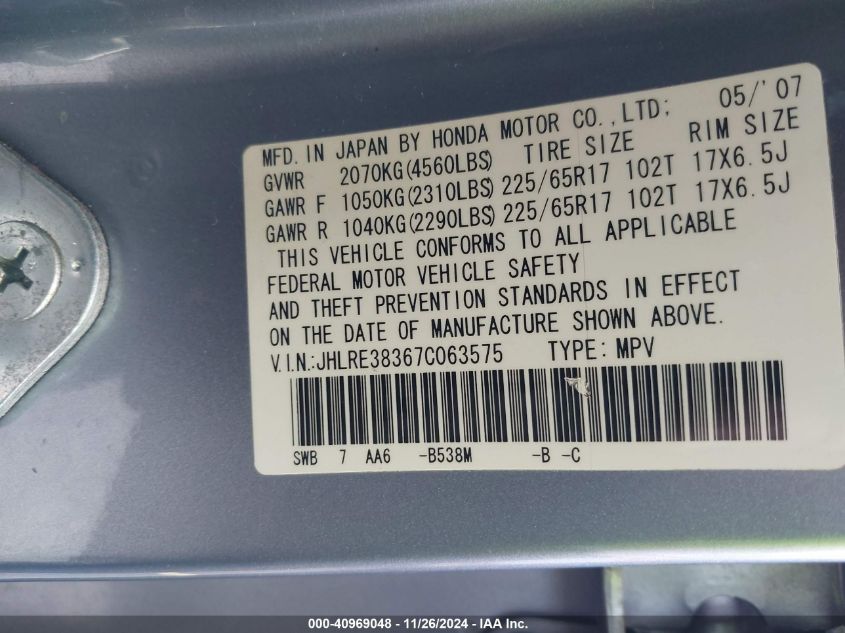 MFD. IN JAPAN BY HONDA MOTOR CO.,LTD; 05/'07
GVWR 2070KG(4560LBS) TIRE SIZE RIM SIZE
GAWR F 1050KG(2310LBS) 225/65R17 102T 17X6.5J
GAWR R 1040KG(2290LBS) 225/65R17 102T 17X6.5J
THIS VEHICLE CONFORMS TO ALL APPLICABLE
FEDERAL MOTOR VEHICLE SAFETY
AND THEFT PREVENTION STANDARDS IN EFFECT
ON THE DATE OF MANUFACTURE SHOWN ABOVE.
V.I.N.:JHLRE38367C063575 TYPE: MPV
SWB 7 AA6 -B538M -B -C
000-40969048 - 11/26/2024 - IAA Inc.